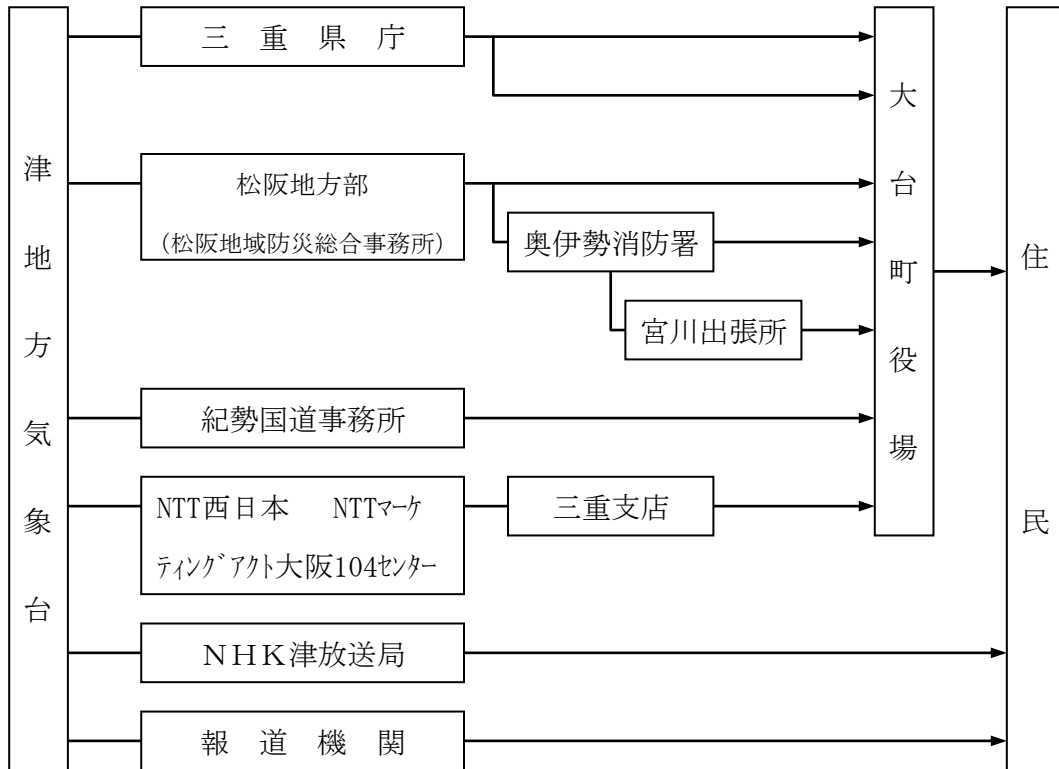 津地方気象台
三重県庁
松阪地方部
(松阪地域防災総合事務所)
奥伊勢消防署
宮川出張所
紀勢国道事務所
NTT西日本 NTTマーケ
ティングアクト大阪104センター
三重支店
NHK津放送局
報道機関
大台町役場
住民